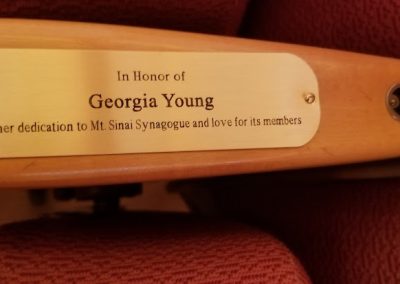 In Honor of
Georgia Young
her dedication to Mt. Sinai Synagogue and love for its members